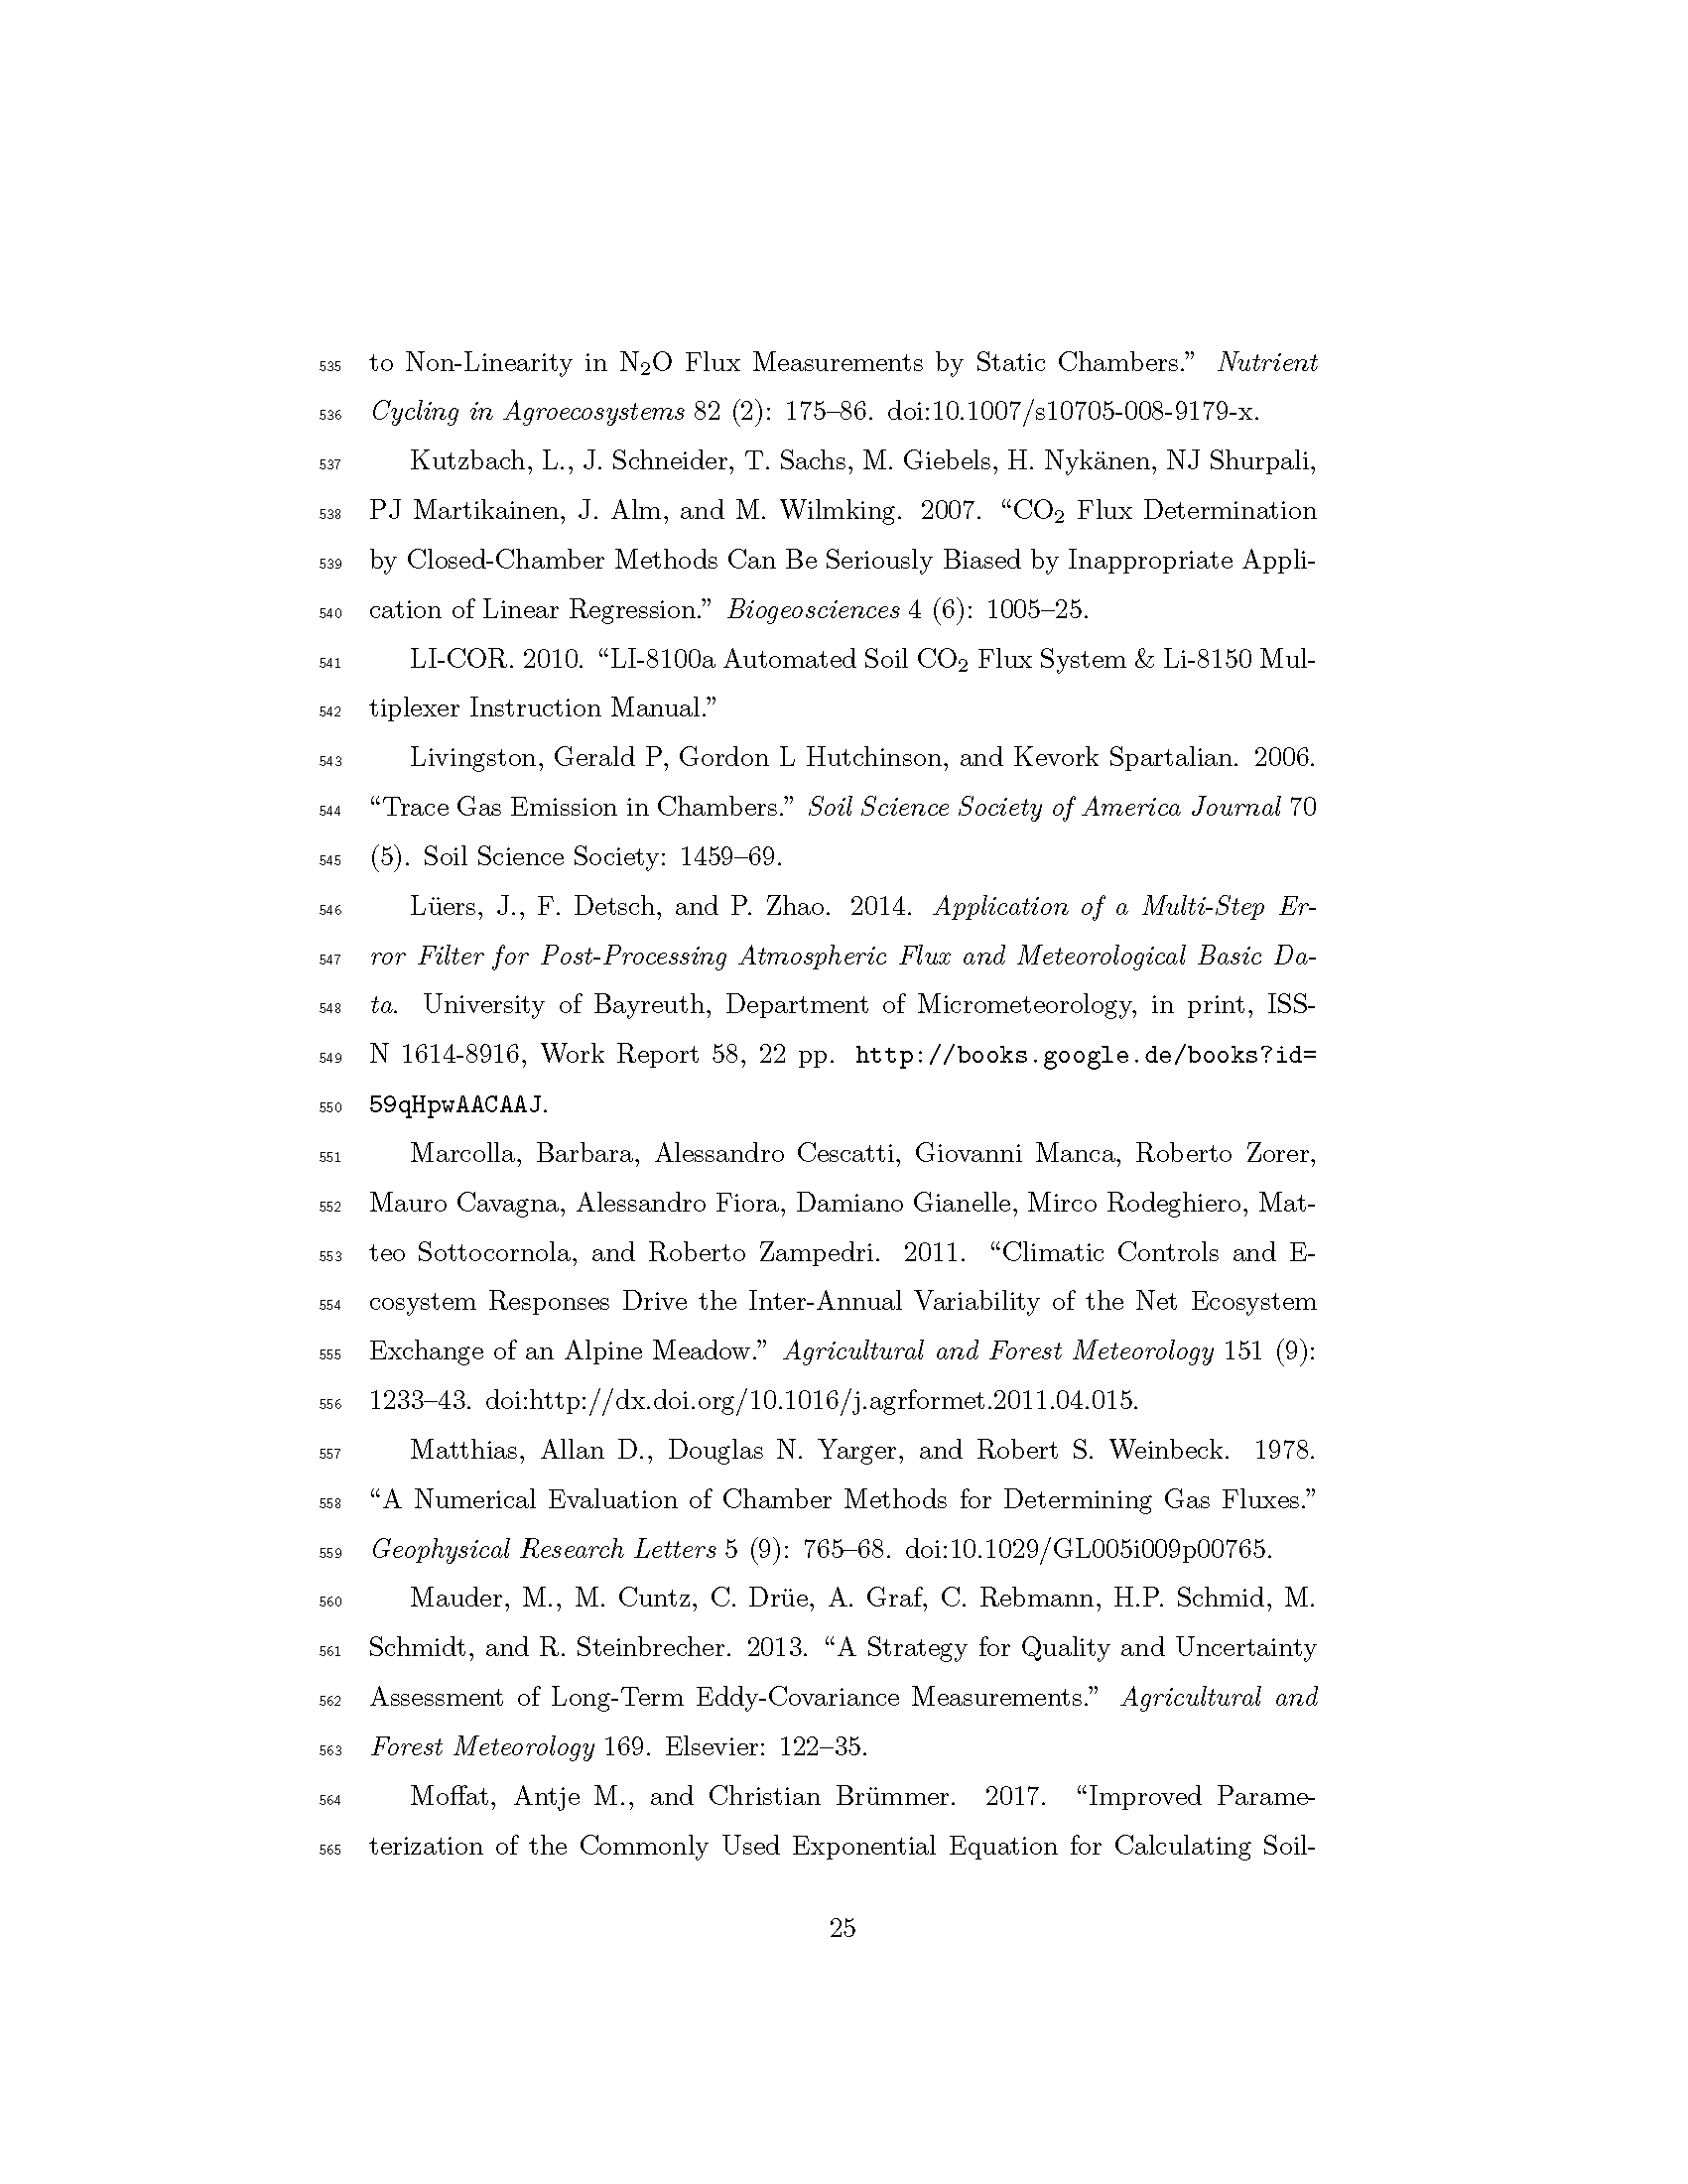 535 to Non-Linearity in N₂O Flux Measurements by Static Chambers.” Nutrient
536 Cycling in Agroecosystems 82 (2): 175–86. doi:10.1007/s10705-008-9179-x.
537 Kutzbach, L., J. Schneider, T. Sachs, M. Giebels, H. Nykänen, NJ Shurpali,
538 PJ Martikainen, J. Alm, and M. Wilmking. 2007. “CO₂ Flux Determination
539 by Closed-Chamber Methods Can Be Seriously Biased by Inappropriate Appli-
540 cation of Linear Regression.” Biogeosciences 4 (6): 1005–25.
541 LI-COR. 2010. “LI-8100a Automated Soil CO₂ Flux System & Li-8150 Mul-
542 tiplexer Instruction Manual.”
543 Livingston, Gerald P, Gordon L Hutchinson, and Kevork Spartalian. 2006.
544 “Trace Gas Emission in Chambers.” Soil Science Society of America Journal 70
545 (5). Soil Science Society: 1459–69.
546 Lüers, J., F. Detsch, and P. Zhao. 2014. Application of a Multi-Step Er-
547 ror Filter for Post-Processing Atmospheric Flux and Meteorological Basic Da-
548 ta. University of Bayreuth, Department of Micrometeorology, in print, ISS-
549 N 1614-8916, Work Report 58, 22 pp. http://books.google.de/books?id=
550 59qHpwAACAAJ.
551 Marcolla, Barbara, Alessandro Cescatti, Giovanni Manca, Roberto Zorer,
552 Mauro Cavagna, Alessandro Fiora, Damiano Gianelle, Mirco Rodeghiero, Mat-
553 teo Sottocornola, and Roberto Zampedri. 2011. “Climatic Controls and E-
554 cosystem Responses Drive the Inter-Annual Variability of the Net Ecosystem
555 Exchange of an Alpine Meadow.” Agricultural and Forest Meteorology 151 (9):
556 1233–43. doi:http://dx.doi.org/10.1016/j.agrformet.2011.04.015.
557 Matthias, Allan D., Douglas N. Yarger, and Robert S. Weinbeck. 1978.
558 “A Numerical Evaluation of Chamber Methods for Determining Gas Fluxes.”
559 Geophysical Research Letters 5 (9): 765–68. doi:10.1029/GL005i009p00765.
560 Mauder, M., M. Cuntz, C. Drüe, A. Graf, C. Rebmann, H.P. Schmid, M.
561 Schmidt, and R. Steinbrecher. 2013. “A Strategy for Quality and Uncertainty
562 Assessment of Long-Term Eddy-Covariance Measurements.” Agricultural and
563 Forest Meteorology 169. Elsevier: 122–35.
564 Moffat, Antje M., and Christian Brümmer. 2017. “Improved Parame-
565 terization of the Commonly Used Exponential Equation for Calculating Soil-
25